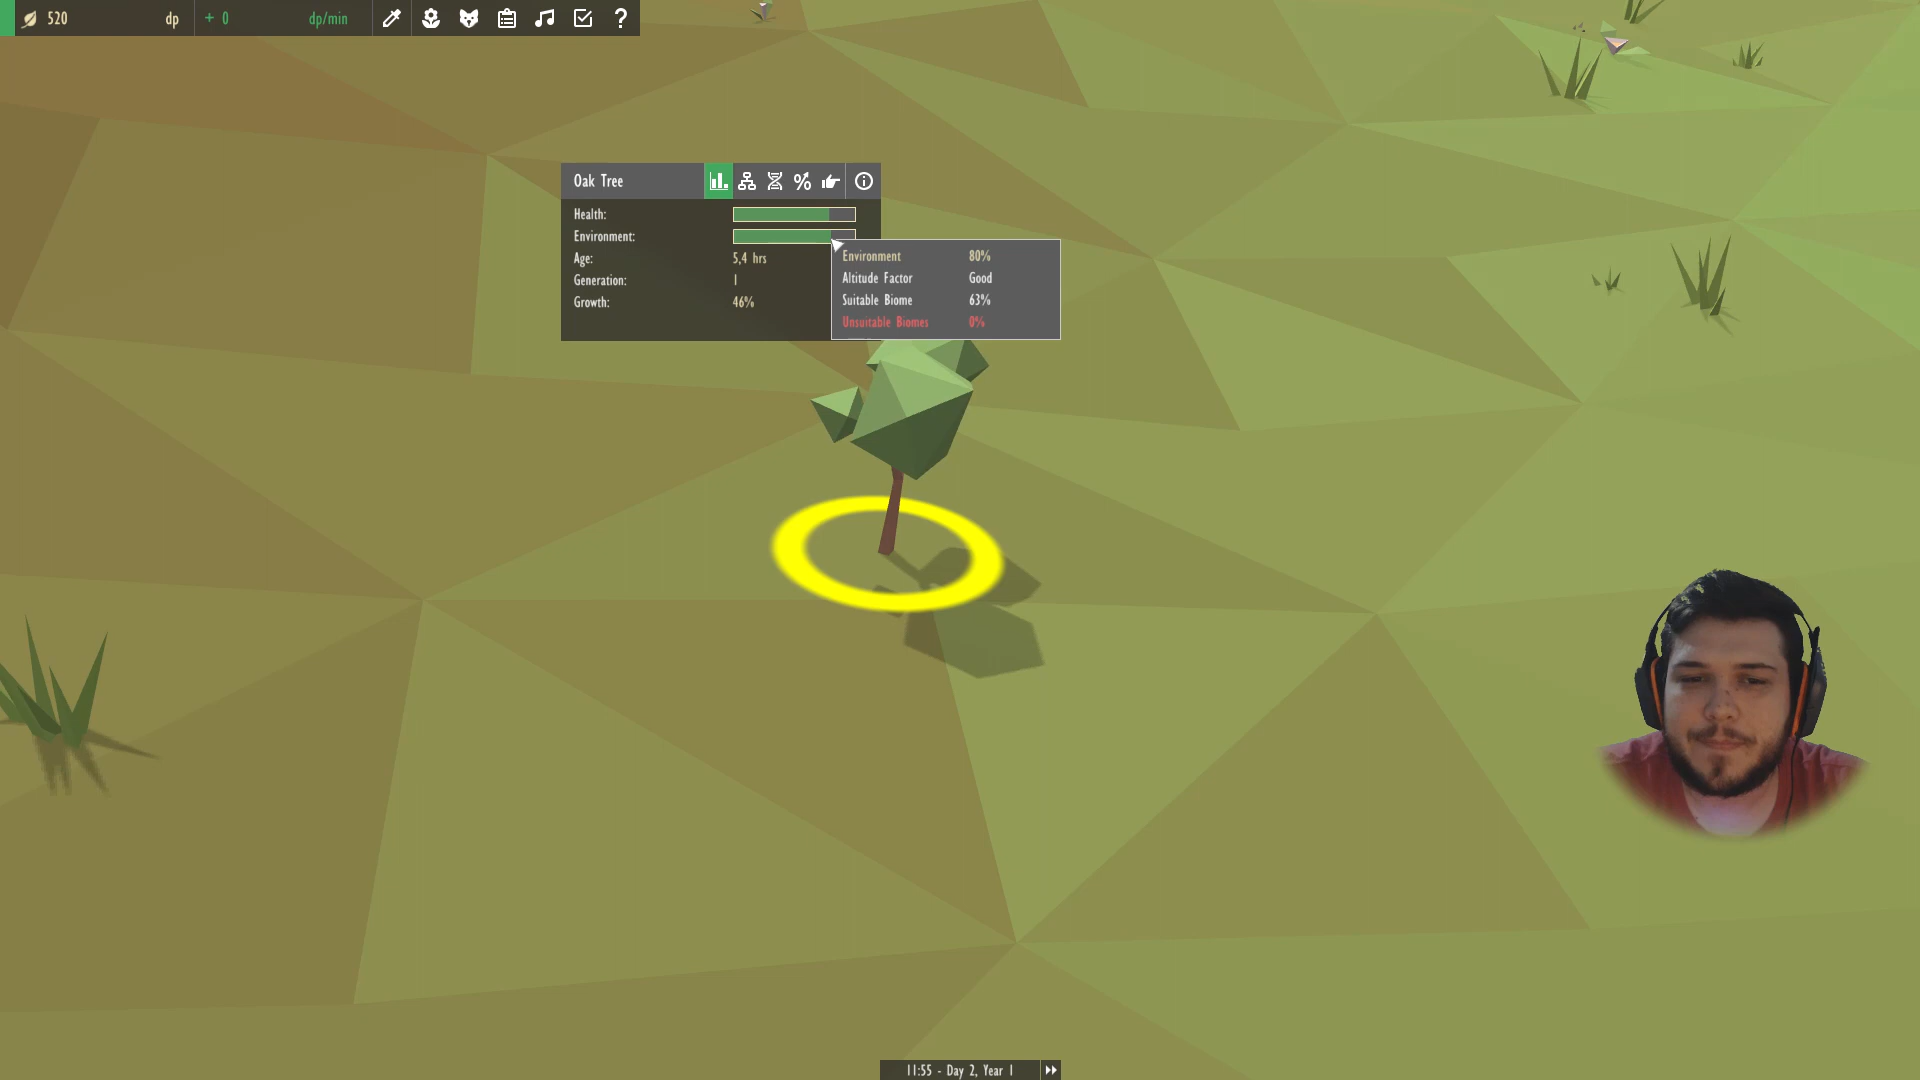 520 dp + 0 dp/min ?
Oak Tree
Health:
Environment:
Age: 5,4 hrs
Generation: 1
Growth: 46%
Environment 80%
Altitude Factor Good
Suitable Biome 63%
Unsuitable Biomes 0%
11:55 - Day 2, Year 1